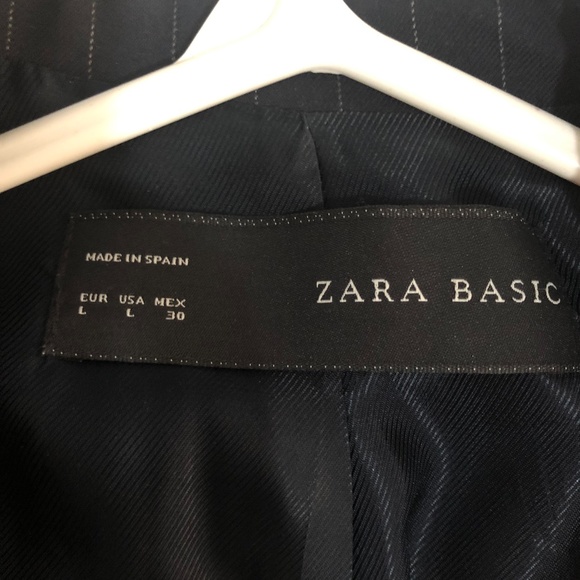 MADE IN SPAIN
EUR USA MEX
L L 30
ZARA BASIC